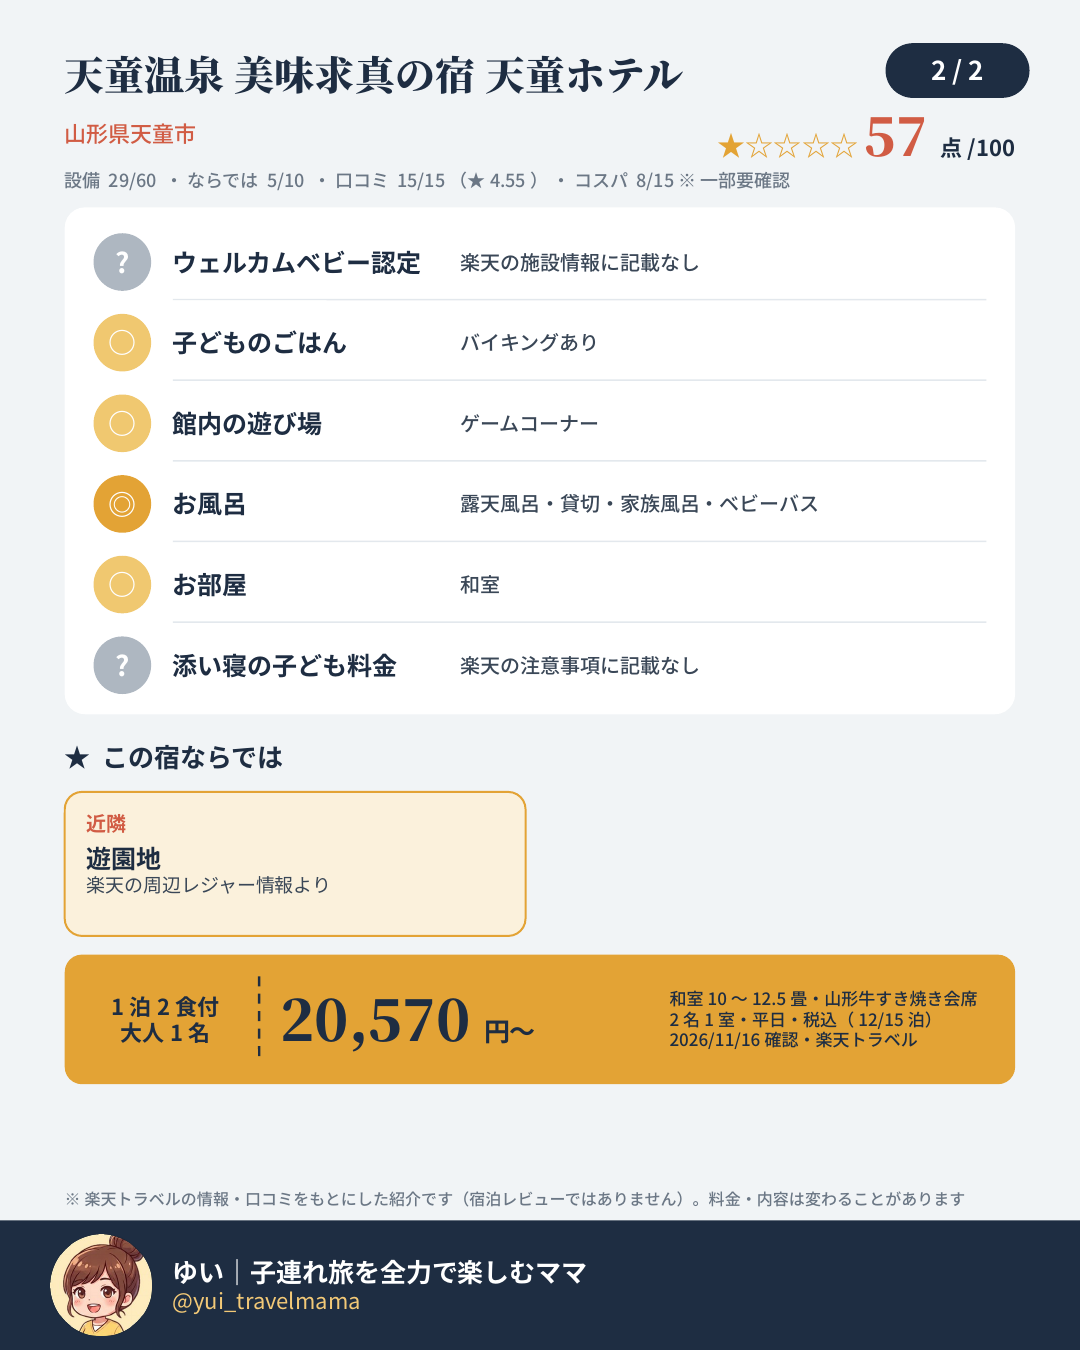 天童温泉 美味求真の宿 天童ホテル
2 / 2
山形県天童市
★☆☆☆☆ 57 点 /100
設備 29/60 ・ ならでは 5/10 ・ 口コミ 15/15 （★ 4.55 ） ・ コスパ 8/15 ※ 一部要確認
? ウェルカムベビー認定 楽天の施設情報に記載なし
○ 子どものごはん バイキングあり
○ 館内の遊び場 ゲームコーナー
◎ お風呂 露天風呂・貸切・家族風呂・ベビーバス
○ お部屋 和室
? 添い寝の子ども料金 楽天の注意事項に記載なし
★ この宿ならでは
近隣
遊園地
楽天の周辺レジャー情報より
1 泊 2 食付
大人 1 名
20,570 円〜
和室 10 〜 12.5 畳・山形牛すき焼き会席
2 名 1 室・平日・税込（ 12/15 泊）
2026/11/16 確認・楽天トラベル
※ 楽天トラベルの情報・口コミをもとにした紹介です（宿泊レビューではありません）。料金・内容は変わることがあります
ゆい｜子連れ旅を全力で楽しむママ
@yui_travelmama